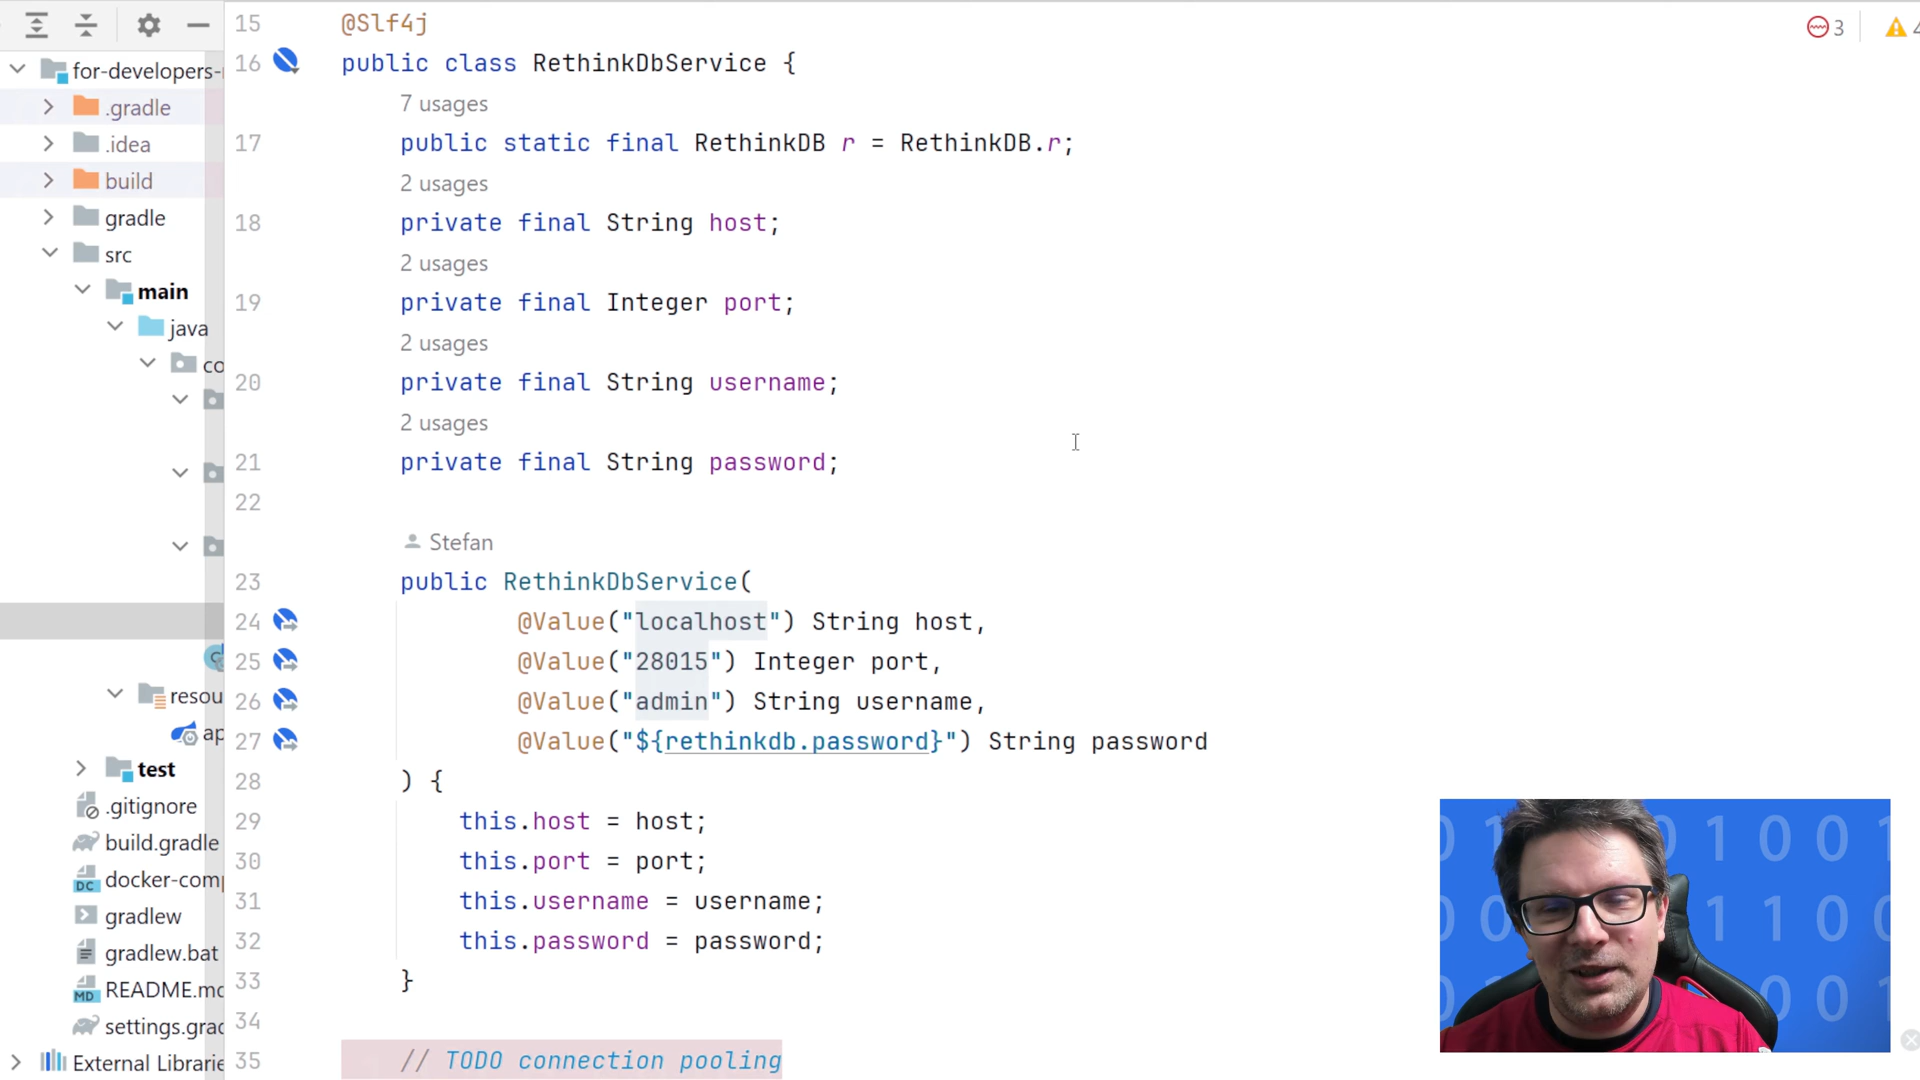 for-developers-
.gradle
.idea
build
gradle
src
main
java
co
resou
ap
test
.gitignore
build.gradle
docker-comp
gradlew
gradlew.bat
README.md
settings.grad
External Librarie
3
4
15 @Slf4j
16 public class RethinkDbService {
7 usages
17 public static final RethinkDB r = RethinkDB.r;
2 usages
18 private final String host;
2 usages
19 private final Integer port;
2 usages
20 private final String username;
2 usages
21 private final String password;
22
Stefan
23 public RethinkDbService(
24 @Value("localhost") String host,
25 @Value("28015") Integer port,
26 @Value("admin") String username,
27 @Value("${rethinkdb.password}") String password
28 ) {
29 this.host = host;
30 this.port = port;
31 this.username = username;
32 this.password = password;
33 }
34
35 // TODO connection pooling